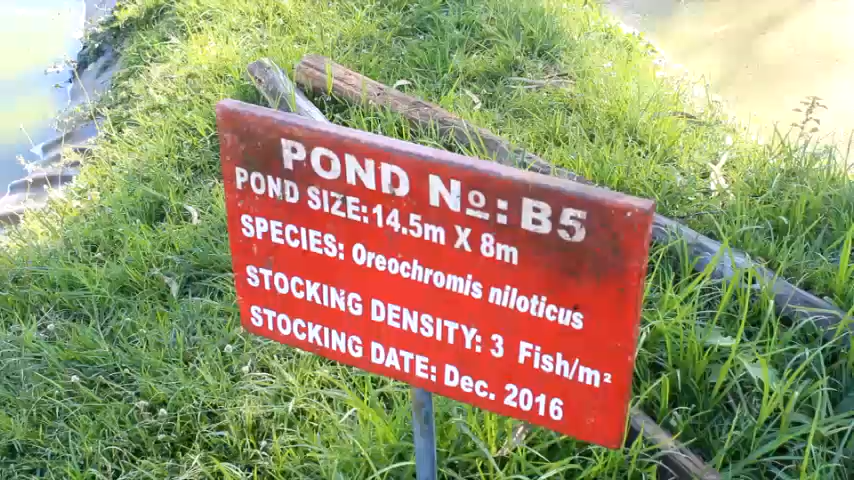 POND No:B5
POND SIZE:14.5m X 8m
SPECIES: Oreochromis niloticus
STOCKING DENSITY: 3 Fish/m²
STOCKING DATE: Dec. 2016